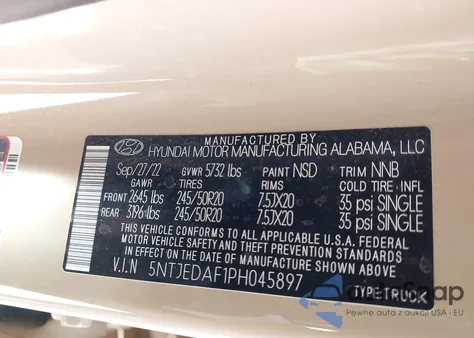 MANUFACTURED BY
HYUNDAI MOTOR MANUFACTURING ALABAMA, LLC
Sep/27/22 GVWR 5732 lbs PAINT NSD TRIM NNB
GAWR TIRES RIMS COLD TIRE - INFL
FRONT 2645 lbs 245/50R20 7.5JX20 35 psi SINGLE
REAR 3196 lbs 245/50R20 7.5JX20 35 psi SINGLE
THIS VEHICLE CONFORMS TO ALL APPLICABLE U.S.A. FEDERAL
MOTOR VEHICLE SAFETY AND THEFT PREVENTION STANDARDS
IN EFFECT ON THE DATE OF MANUFACTURE SHOWN ABOVE.
V.I.N 5NTJEDAF1PH045897 TYPE:TRUCK
autosnap
Pewne auta z aukcji USA - EU